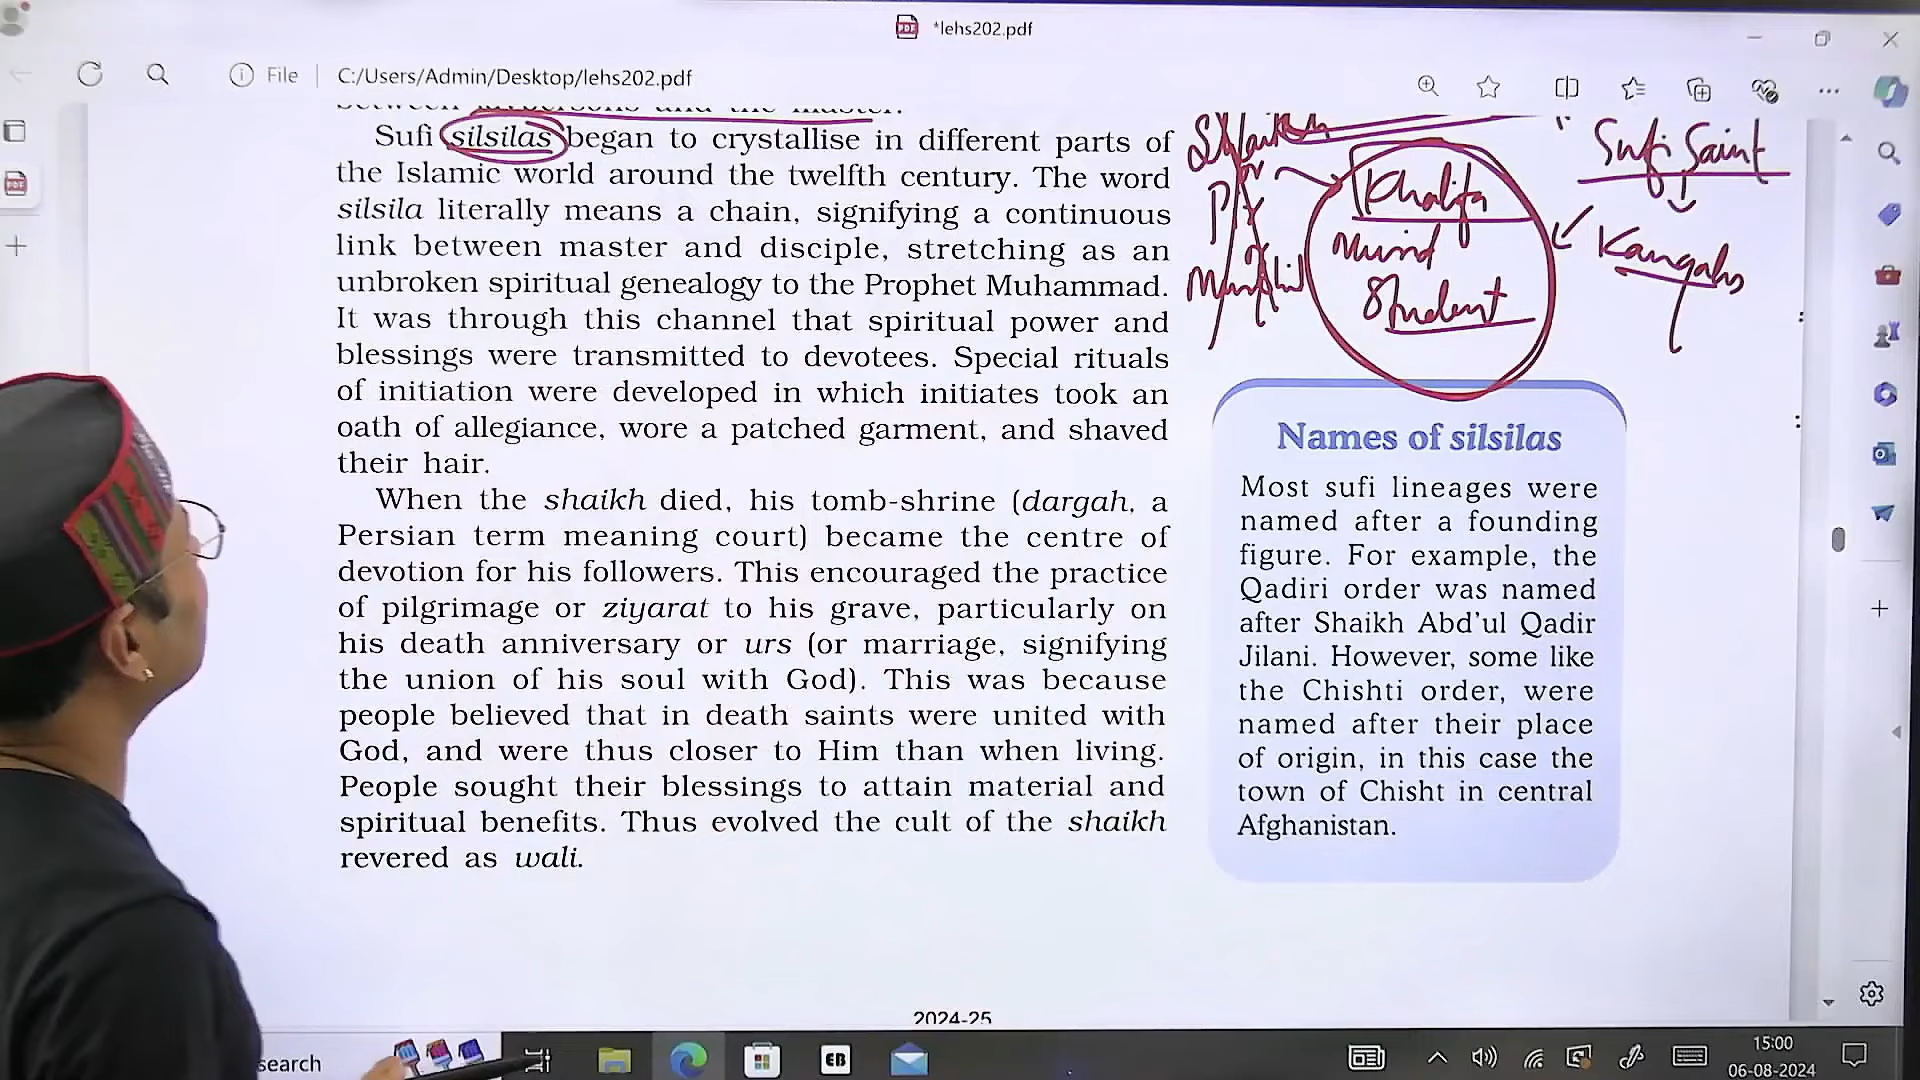 *lehs202.pdf
File
C:/Users/Admin/Desktop/lehs202.pdf
between laypersons and the master.
Sufi silsilas began to crystallise in different parts of
the Islamic world around the twelfth century. The word
silsila literally means a chain, signifying a continuous
link between master and disciple, stretching as an
unbroken spiritual genealogy to the Prophet Muhammad.
It was through this channel that spiritual power and
blessings were transmitted to devotees. Special rituals
of initiation were developed in which initiates took an
oath of allegiance, wore a patched garment, and shaved
their hair.
When the shaikh died, his tomb-shrine (dargah, a
Persian term meaning court) became the centre of
devotion for his followers. This encouraged the practice
of pilgrimage or ziyarat to his grave, particularly on
his death anniversary or urs (or marriage, signifying
the union of his soul with God). This was because
people believed that in death saints were united with
God, and were thus closer to Him than when living.
People sought their blessings to attain material and
spiritual benefits. Thus evolved the cult of the shaikh
revered as wali.
Shaikh
or
Pir
or
Murshid
Khalifa
Murid
Student
Sufi Saint
Kanqahs
Names of silsilas
Most sufi lineages were
named after a founding
figure. For example, the
Qadiri order was named
after Shaikh Abd'ul Qadir
Jilani. However, some like
the Chishti order, were
named after their place
of origin, in this case the
town of Chisht in central
Afghanistan.
2024-25
search
EB
15:00
06-08-2024